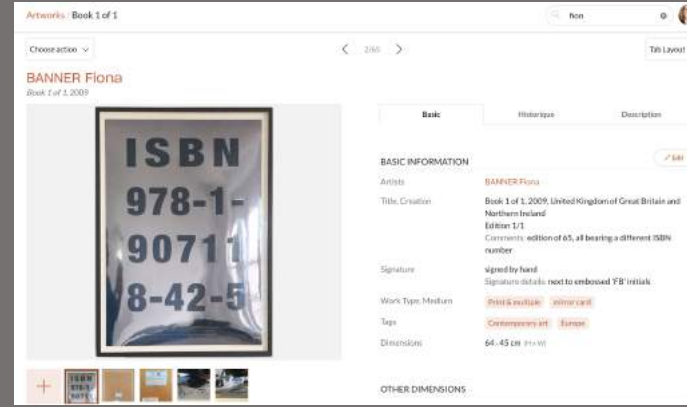 Artworks / Book 1 of 1
fion
Choose action
2/65
Tab Layout
BANNER Fiona
Book 1 of 1, 2009
ISBN
978-1-
90711
8-42-5
Basic
Historique
Description
BASIC INFORMATION
Edit
Artists
BANNER Fiona
Title, Creation
Book 1 of 1, 2009, United Kingdom of Great Britain and
Northern Ireland
Edition 1/1
Comments: edition of 65, all bearing a different ISBN
number
Signature
signed by hand
Signature details: next to embossed 'FB' initials
Work Type, Medium
Print & multiple
mirror card
Tags
Contemporary art
Europe
Dimensions
64 - 45 cm (H x W)
OTHER DIMENSIONS